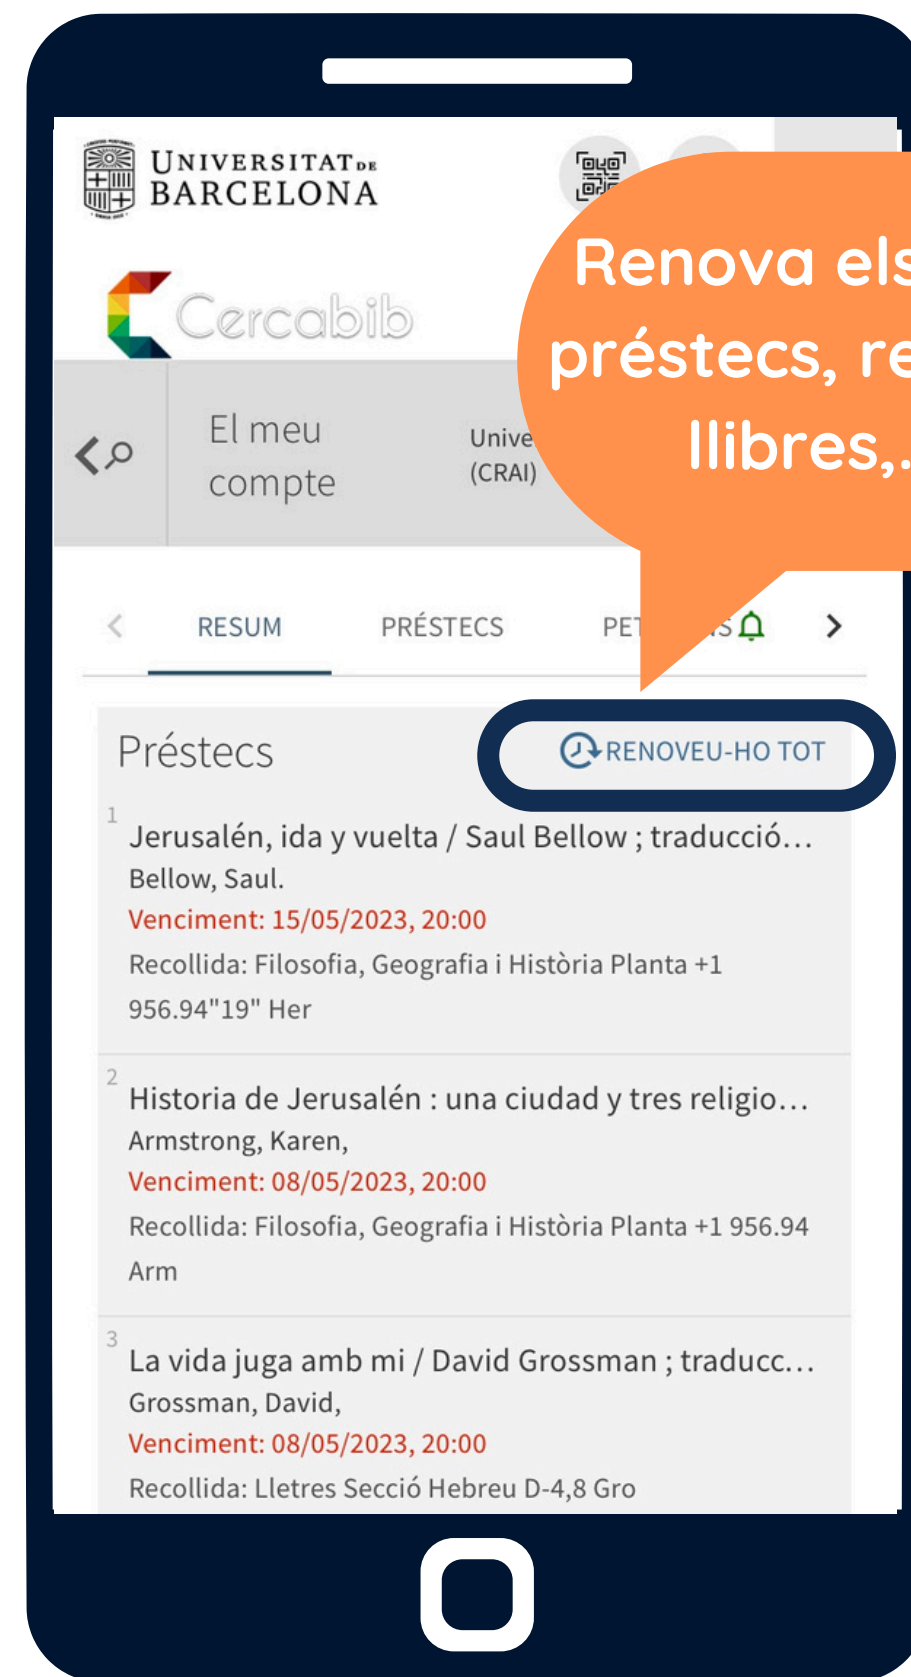 UNIVERSITAT DE
BARCELONA
Cercabib
Renova els
préstecs,
llibres,.
El meu
compte
(CRAI)
RESUM
PRÉSTECS
Préstecs
RENOVEU-HO TOT
1
Jerusalén, ida y vuelta / Saul Bellow ; traducció...
Bellow, Saul.
Venciment: 15/05/2023, 20:00
Recollida: Filosofia, Geografia i Història Planta +1
956.94"19" Her
2
Historia de Jerusalén : una ciudad y tres religio...
Armstrong, Karen,
Venciment: 08/05/2023, 20:00
Recollida: Filosofia, Geografia i Història Planta +1 956.94
Arm
3
La vida juga amb mi / David Grossman ; traducc...
Grossman, David,
Venciment: 08/05/2023, 20:00
Recollida: Lletres Secció Hebreu D-4,8 Gro